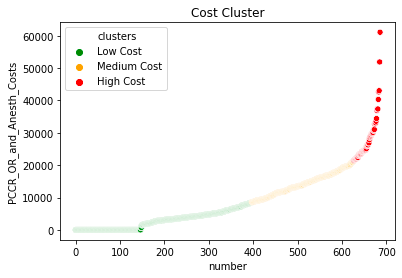 Cost Cluster
clusters
Low Cost
Medium Cost
High Cost
PCCR_OR_and_Anesth_Costs
60000
50000
40000
30000
20000
10000
0
0 100 200 300 400 500 600 700
number